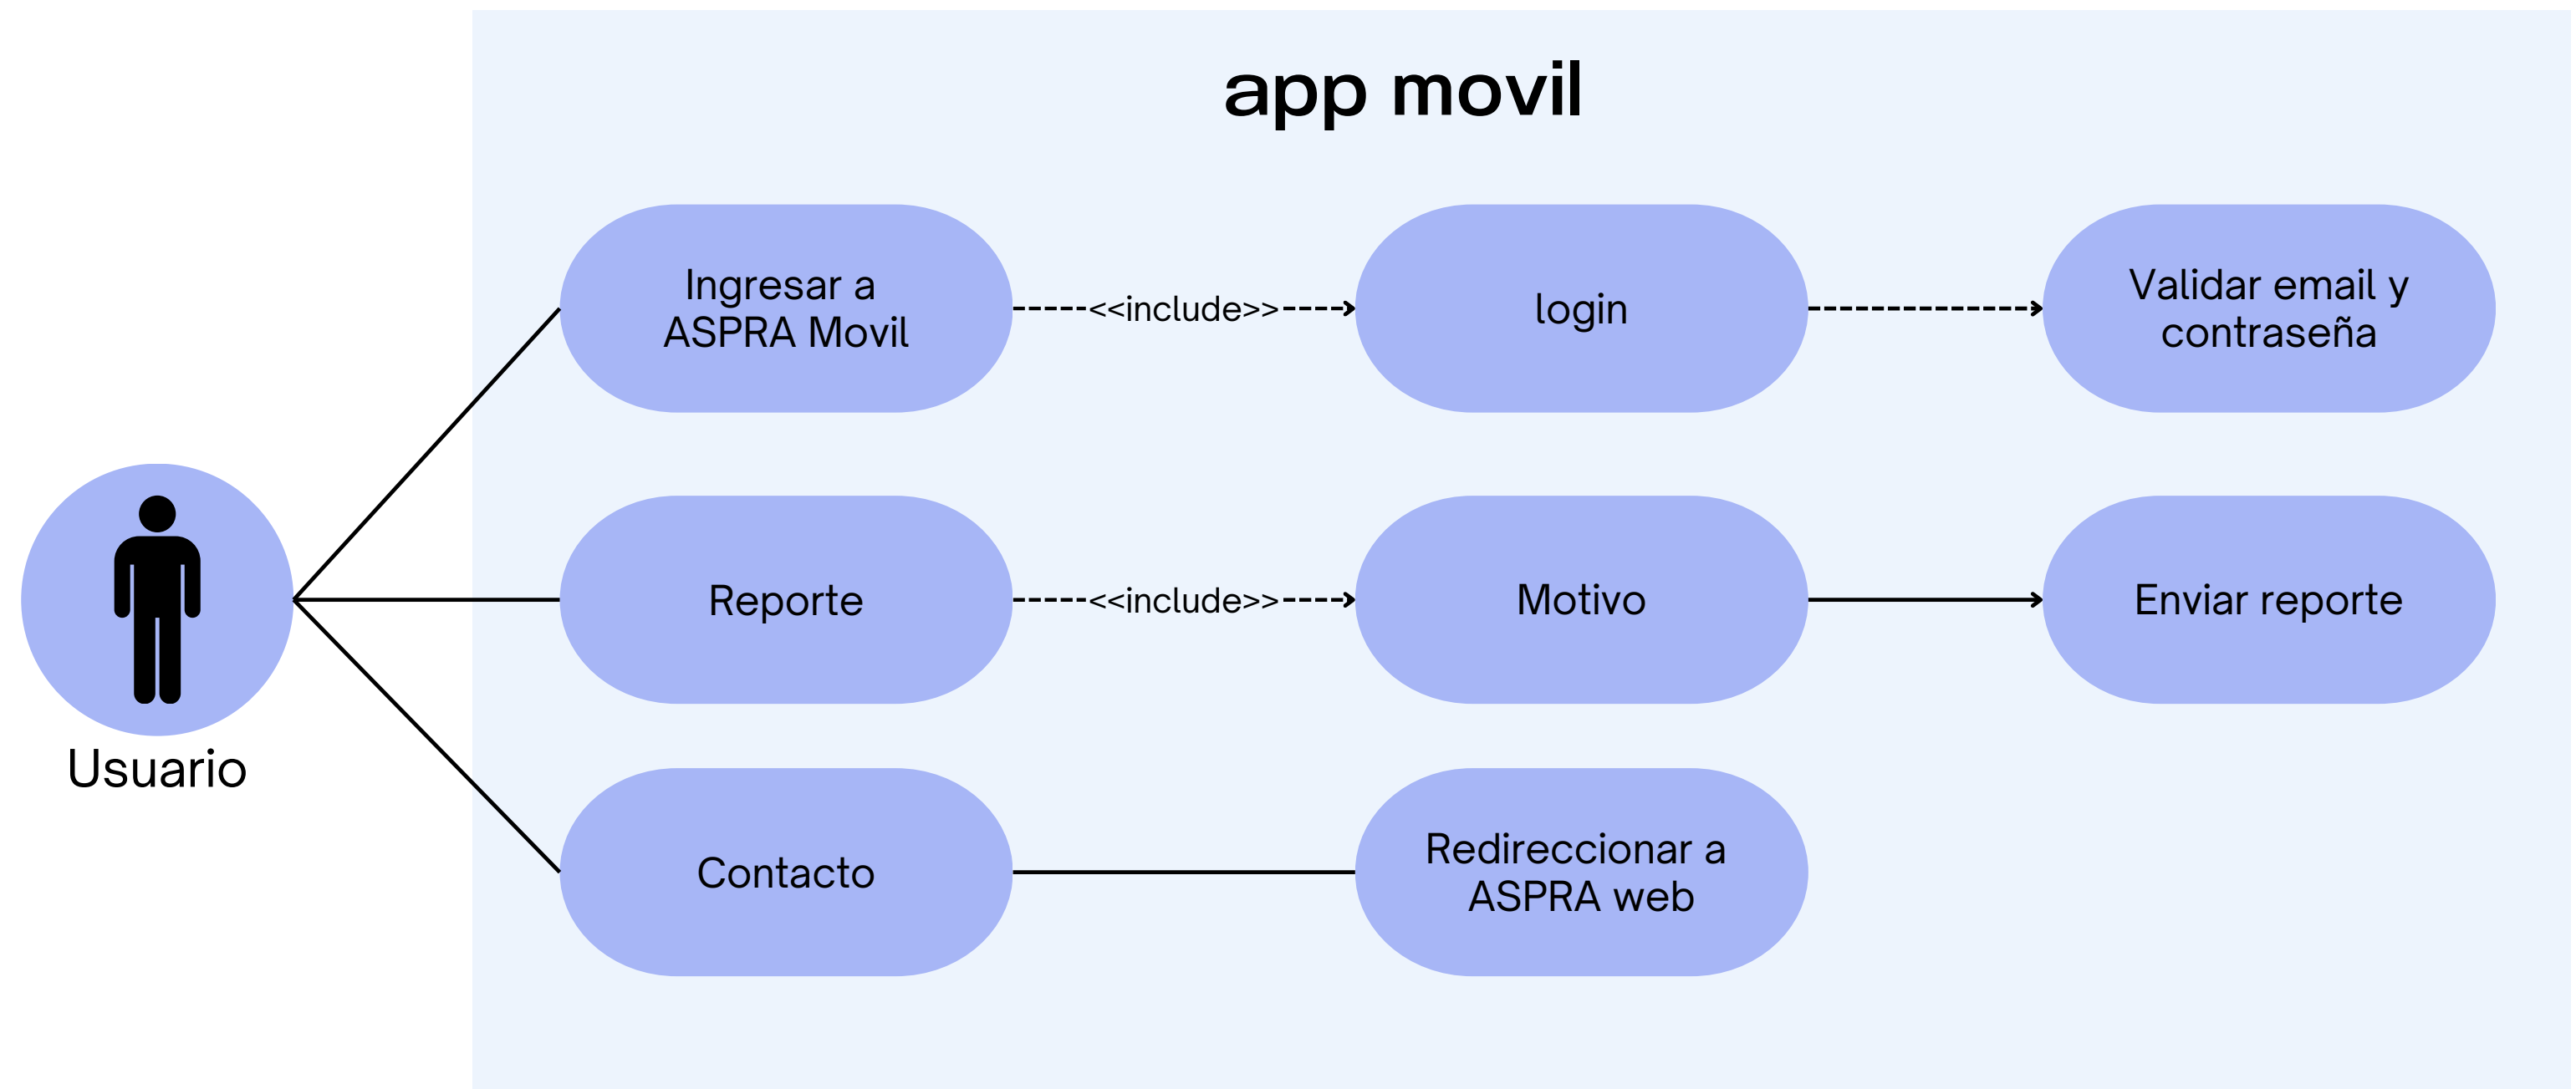 app movil
Ingresar a
ASPRA Movil
<<include>>
login
Validar email y
contraseña
Reporte
<<include>>
Motivo
Enviar reporte
Usuario
Contacto
Redireccionar a
ASPRA web